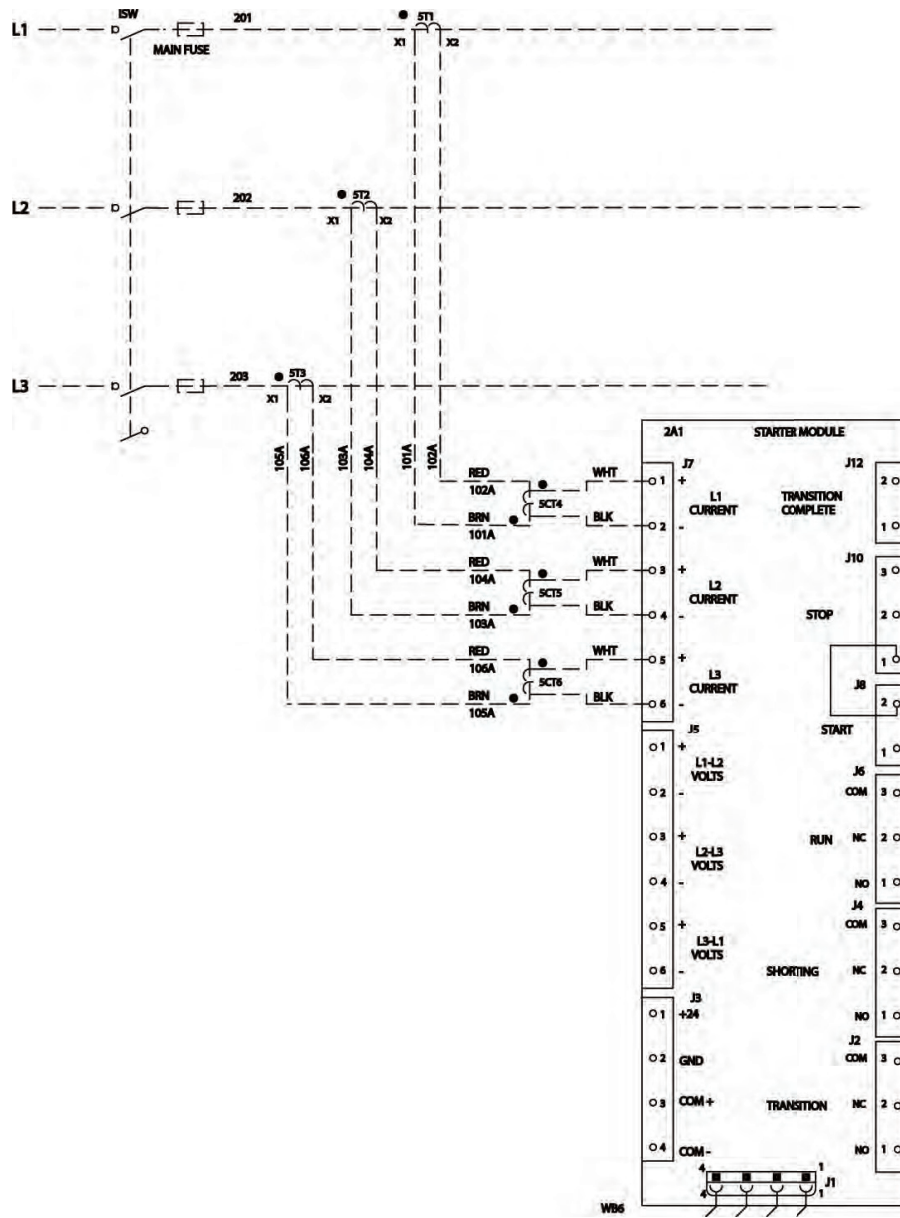 ISW
201
5T1
L1
X1
X2
MAIN FUSE
202
5T2
L2
X1
X2
203
5T3
L3
X1
X2
105A
106A
103A
104A
101A
102A
2A1
STARTER MODULE
RED
WHT
J7
J12
1
+
L1
CURRENT
TRANSITION
COMPLETE
2
102A
5CT4
BRN
BLK
2
-
1
101A
RED
WHT
J10
3
+
L2
CURRENT
3
104A
5CT5
BRN
BLK
4
-
STOP
2
103A
RED
WHT
5
+
L3
CURRENT
1
106A
5CT6
J8
BRN
BLK
6
-
2
105A
J5
START
1
+
L1-L2
VOLTS
1
J6
2
-
COM
3
3
+
L2-L3
VOLTS
RUN
NC
2
4
-
NO
1
J4
5
+
L3-L1
VOLTS
COM
3
6
-
SHORTING
NC
2
J3
1
+24
NO
1
J2
2
GND
COM
3
3
COM +
TRANSITION
NC
2
4
COM -
NO
1
4
1
J1
4
1
WB6